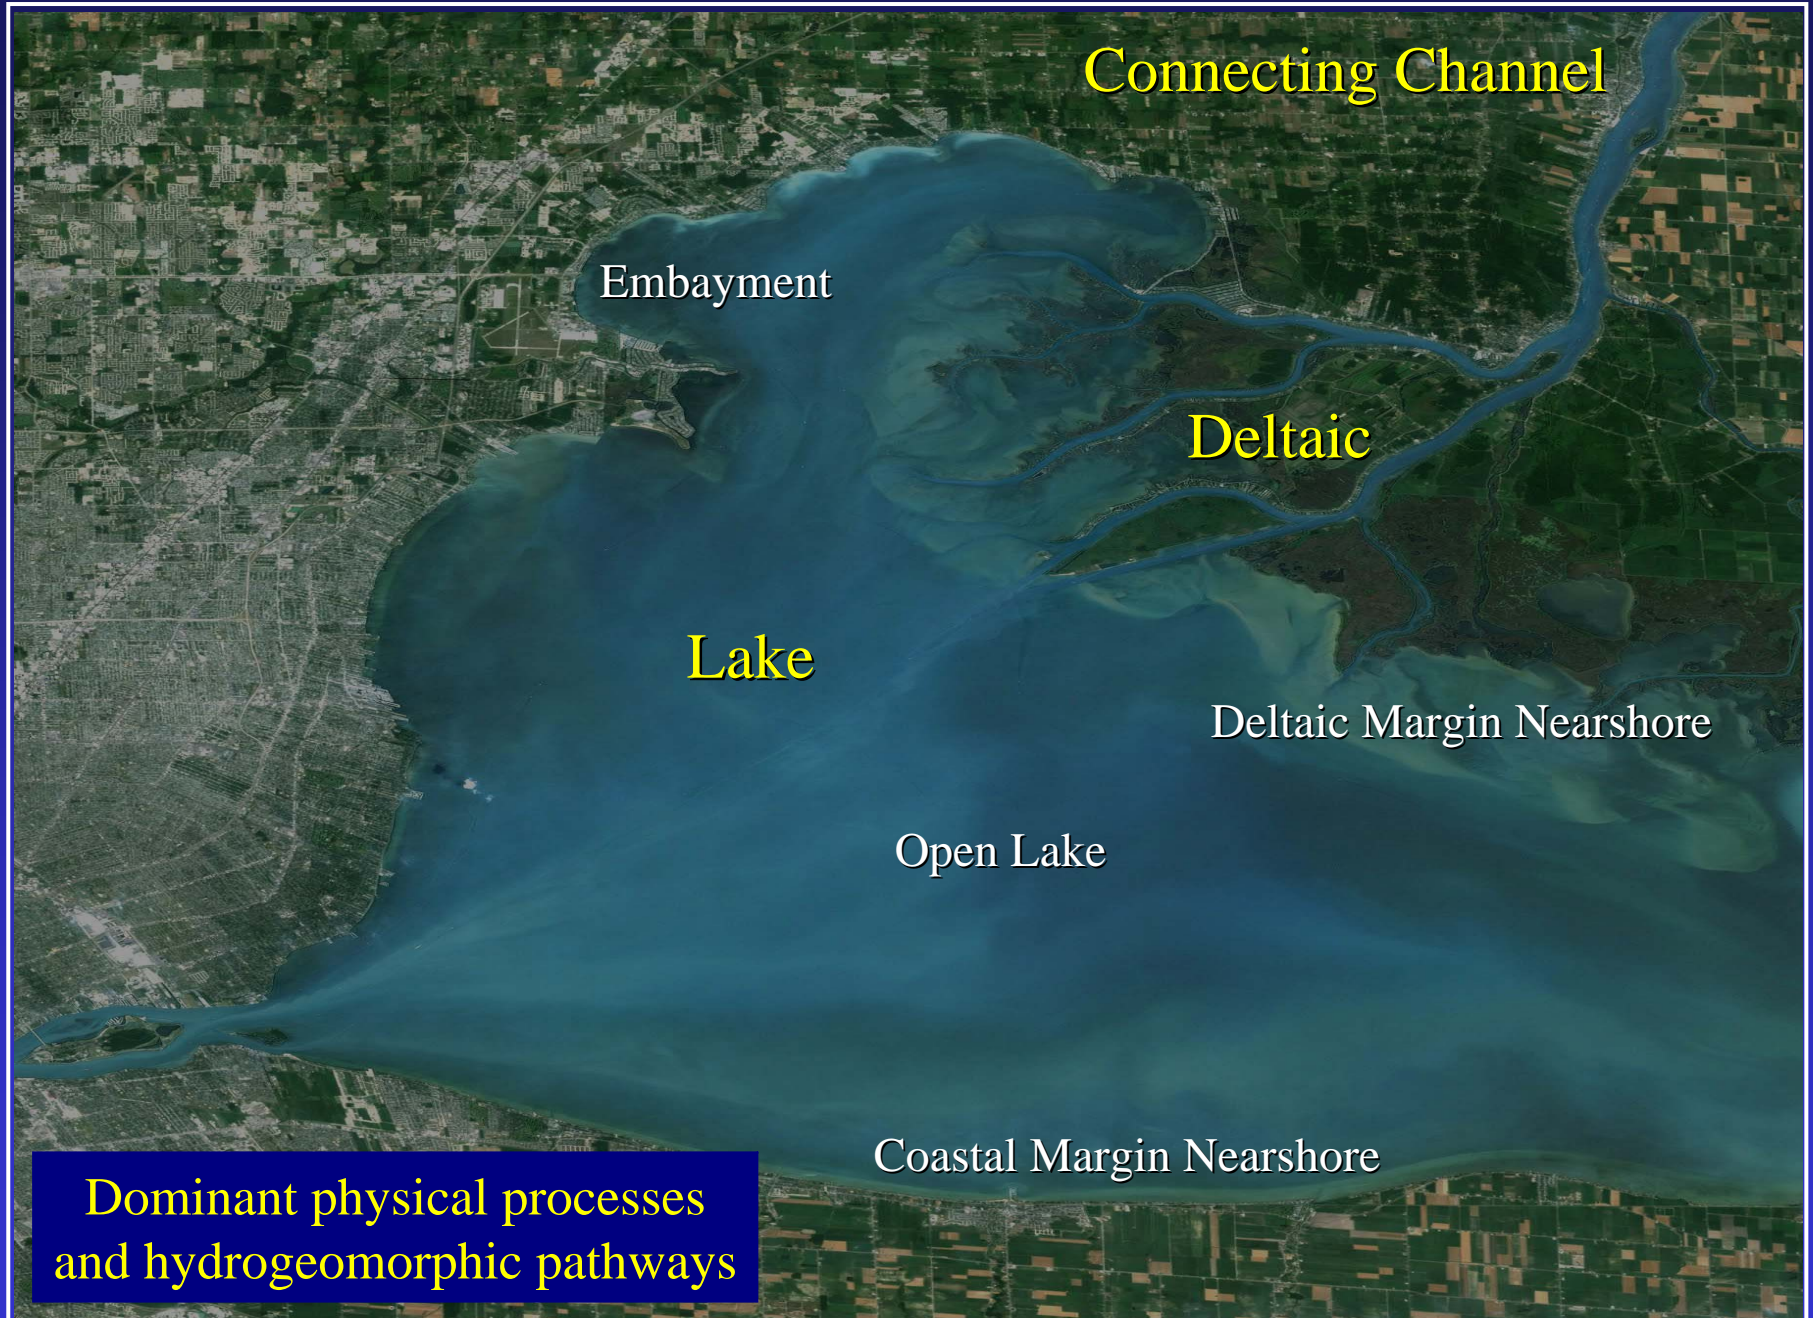 Connecting Channel
Embayment
Deltaic
Lake
Deltaic Margin Nearshore
Open Lake
Coastal Margin Nearshore
Dominant physical processes
and hydrogeomorphic pathways